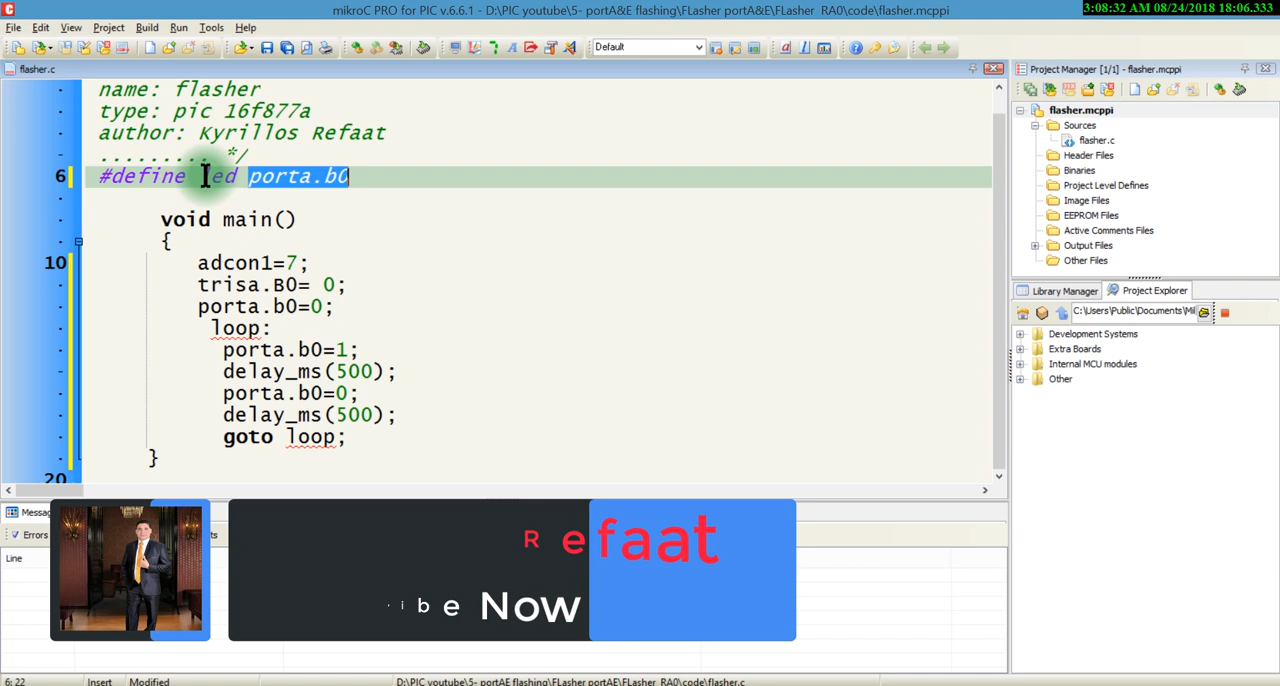 mikroC PRO for PIC v.6.6.1 - D:\PIC youtube\5- portA&E flashing\FLasher portA&E\FLasher_RA0\code\flasher.mcppi
3:08:32 AM 08/24/2018 18:06.333
File Edit View Project Build Run Tools Help
Default
flasher.c
Project Manager [1/1] - flasher.mcppi
name: flasher
type: pic 16f877a
author: Kyrillos Refaat
......... */
6 #define led porta.b0
void main()
{
10 adcon1=7;
trisa.B0= 0;
porta.b0=0;
loop:
porta.b0=1;
delay_ms(500);
porta.b0=0;
delay_ms(500);
goto loop;
}
20
flasher.mcppi
Sources
flasher.c
Header Files
Binaries
Project Level Defines
Image Files
EEPROM Files
Active Comments Files
Output Files
Other Files
Library Manager Project Explorer
C:\Users\Public\Documents\Mi
Development Systems
Extra Boards
Internal MCU modules
Other
Messag
Errors ts
Line
Refaat
ibe Now
6: 22 Insert Modified D:\PIC youtube\5- portAE flashing\FLasher portAE\FLasher_RA0\code\flasher.c